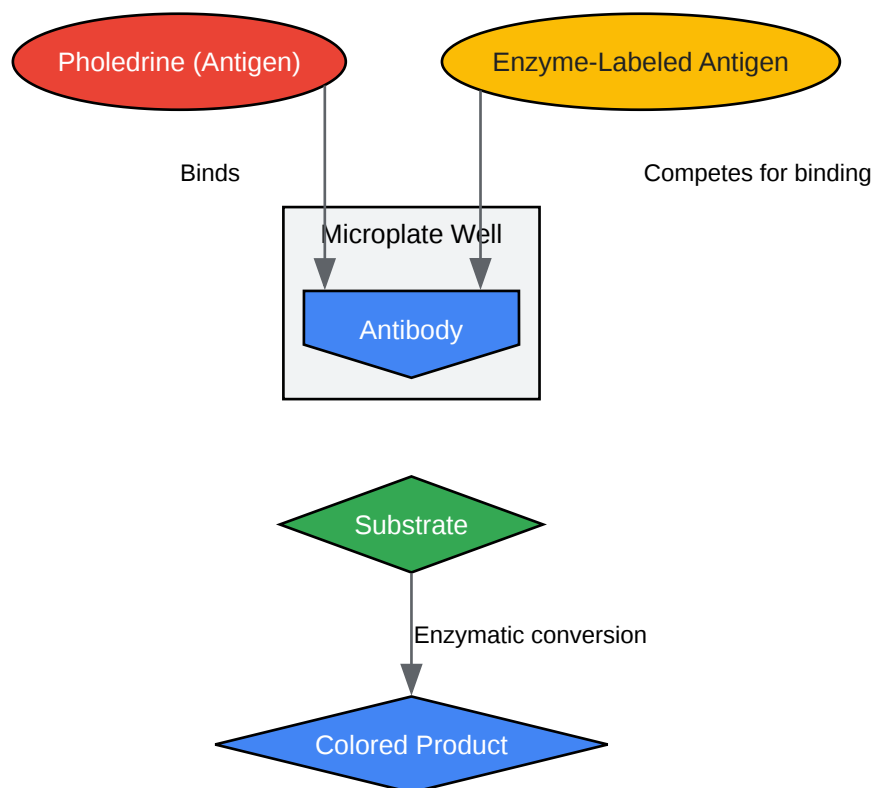 Pholedrine (Antigen)
Enzyme-Labeled Antigen
Binds
Competes for binding
Microplate Well
Antibody
Substrate
Enzymatic conversion
Colored Product